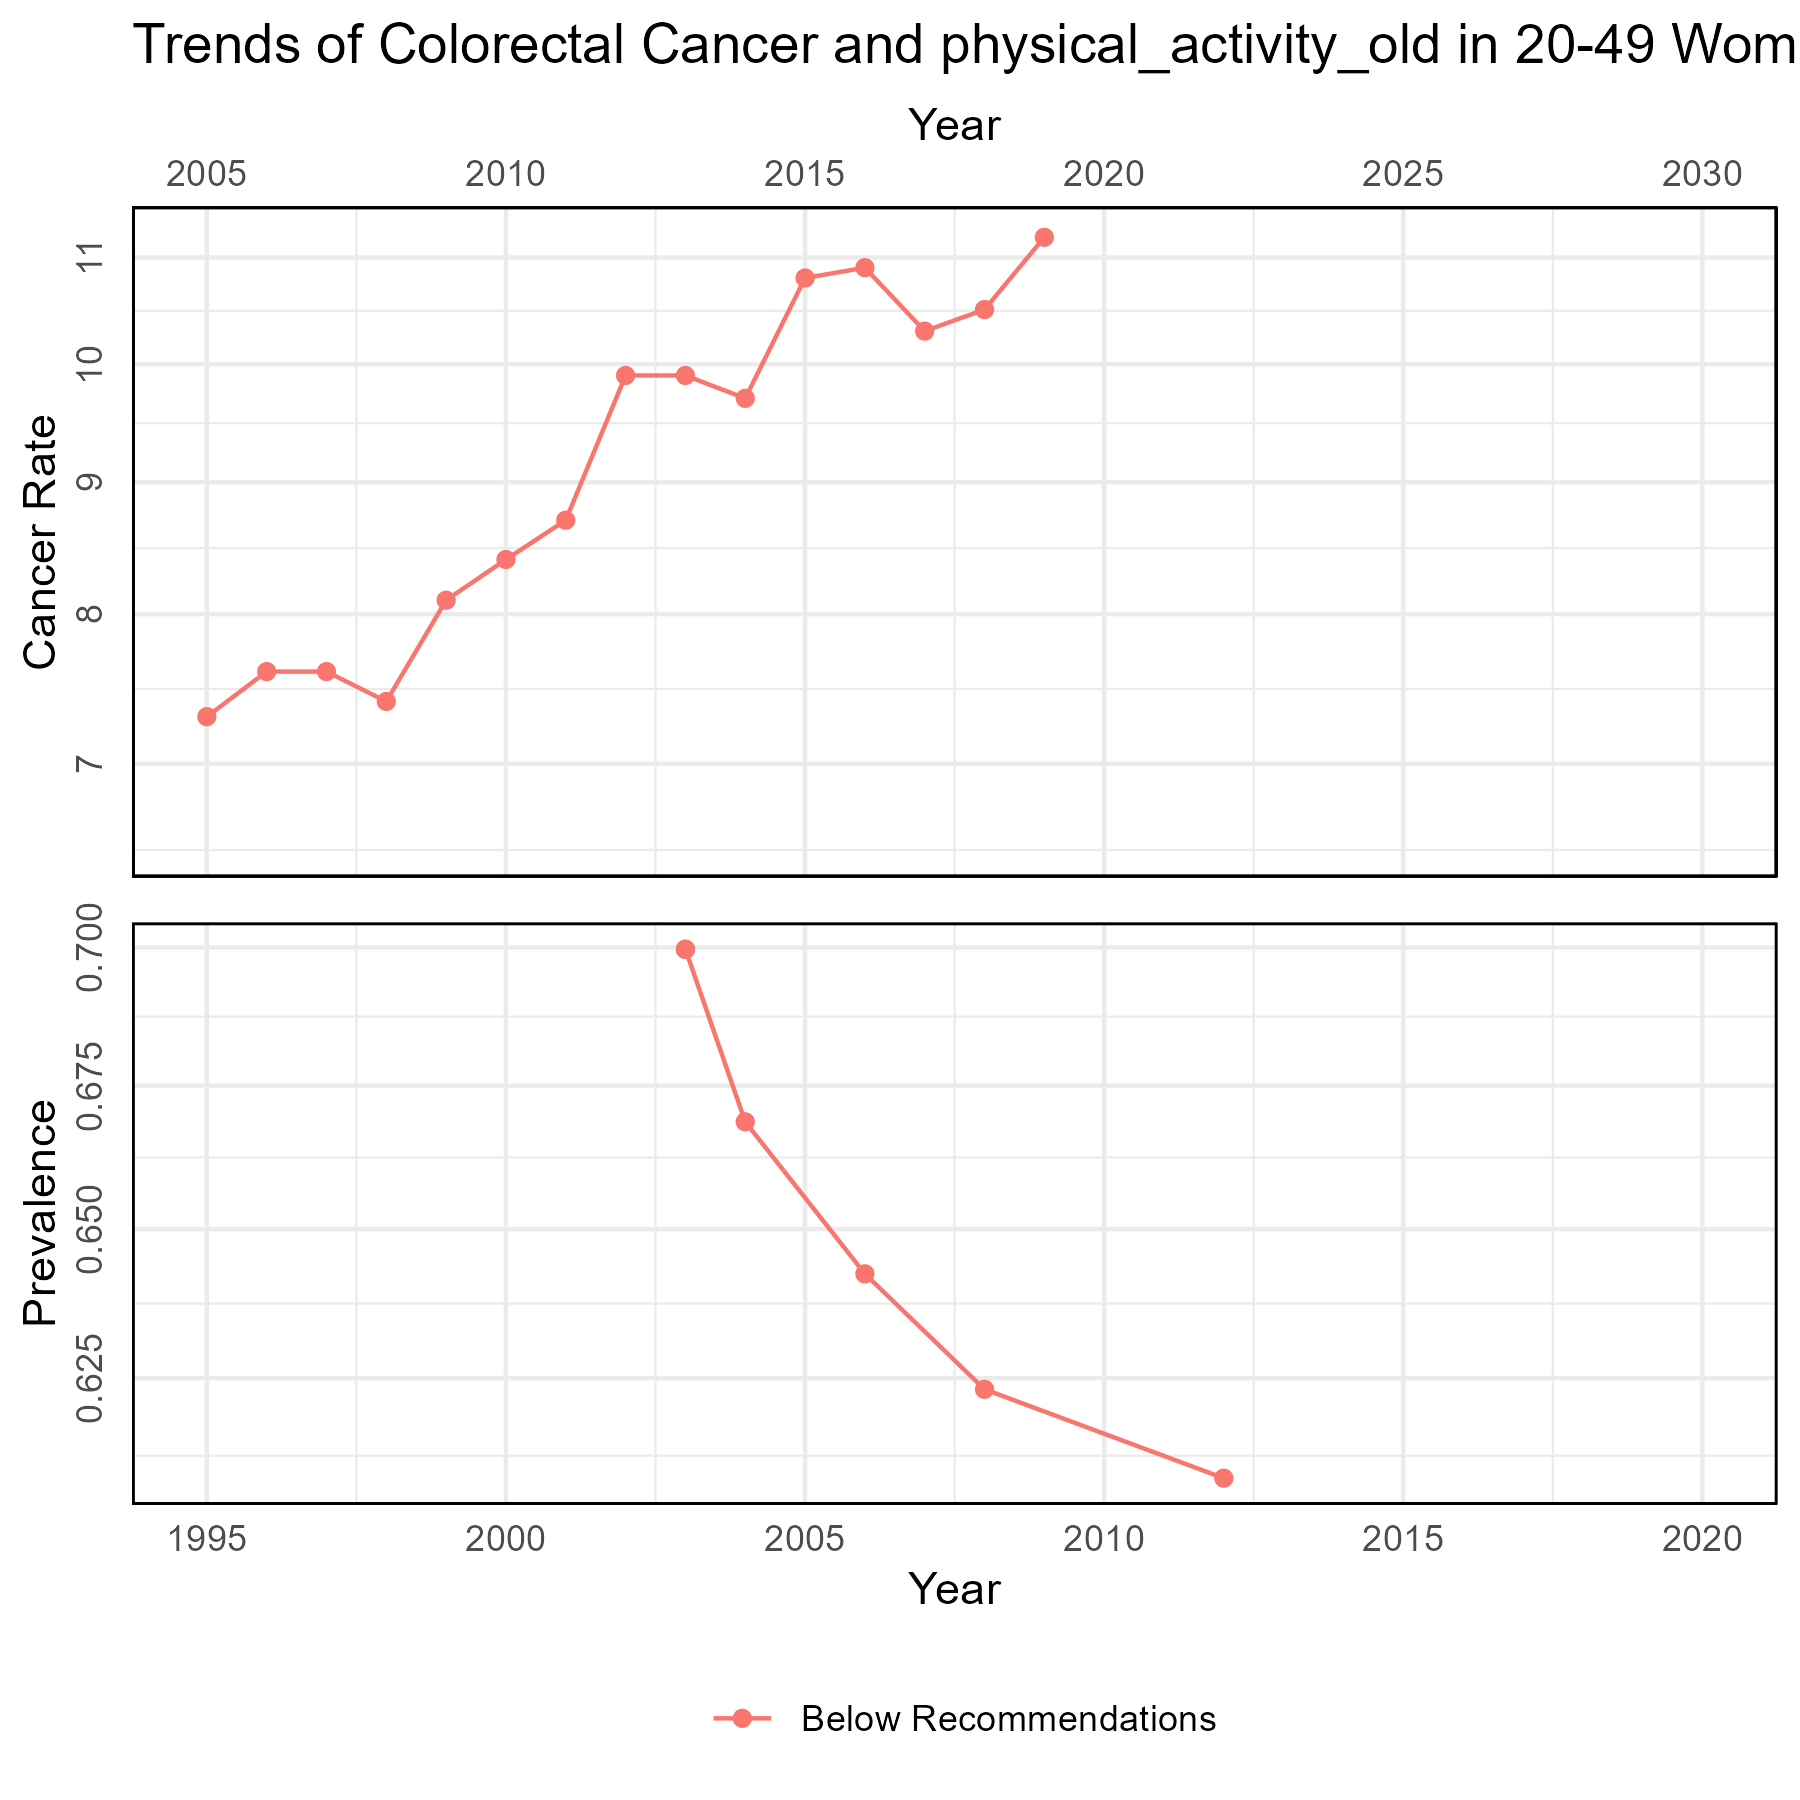 Trends of Colorectal Cancer and physical_activity_old in 20-49 Wom
Year
2005 2010 2015 2020 2025 2030
Cancer Rate
11
10
9
8
7
Prevalence
0.700
0.675
0.650
0.625
1995 2000 2005 2010 2015 2020
Year
Below Recommendations